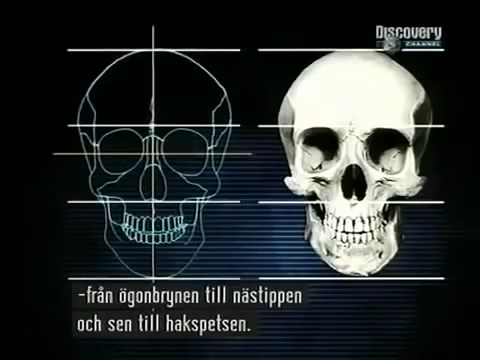 Discovery
CHANNEL
-från ögonbrynen till nästippen
och sen till hakspetsen.